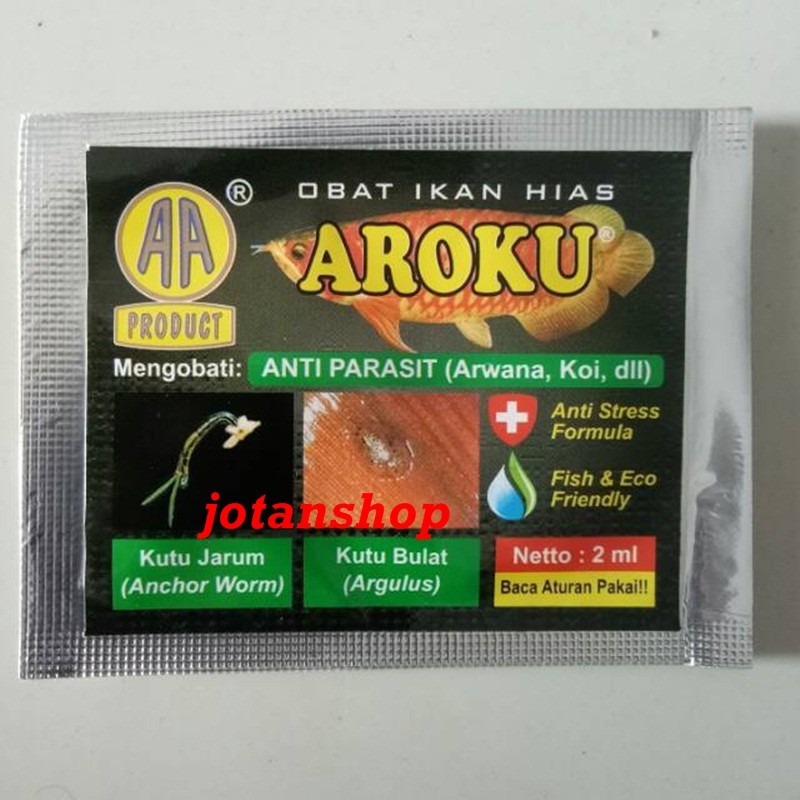 AA
PRODUCT
®
OBAT IKAN HIAS
AROKU®
Mengobati: ANTI PARASIT (Arwana, Koi, dll)
Anti Stress
Formula
Fish & Eco
Friendly
jotanshop
Kutu Jarum
(Anchor Worm)
Kutu Bulat
(Argulus)
Netto : 2 ml
Baca Aturan Pakai!!